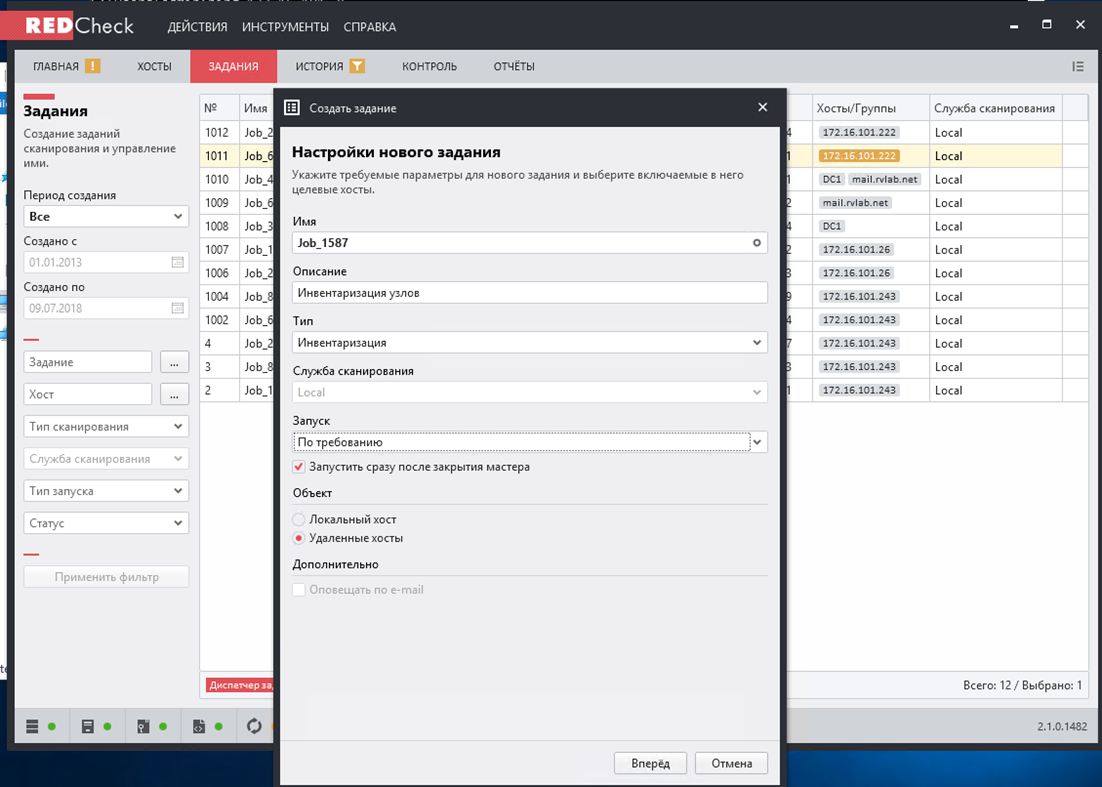 REDCheck ДЕЙСТВИЯ ИНСТРУМЕНТЫ СПРАВКА
ГЛАВНАЯ ! ХОСТЫ ЗАДАНИЯ ИСТОРИЯ КОНТРОЛЬ ОТЧЁТЫ
Задания
Создание заданий
сканирования и управление
ими.
Период создания
Все
Создано с
01.01.2013
Создано по
09.07.2018
Задание ...
Хост ...
Тип сканирования
Служба сканирования
Тип запуска
Статус
Применить фильтр
№ Имя Хосты/Группы Служба сканирования
1012 Job_2 4 172.16.101.222 Local
1011 Job_6 1 172.16.101.222 Local
1010 Job_4 1 DC1 mail.rvlab.net Local
1009 Job_6 2 mail.rvlab.net Local
1008 Job_3 4 DC1 Local
1007 Job_1 2 172.16.101.26 Local
1006 Job_2 3 172.16.101.26 Local
1004 Job_8 9 172.16.101.243 Local
1002 Job_6 4 172.16.101.243 Local
4 Job_2 7 172.16.101.243 Local
3 Job_8 3 172.16.101.243 Local
2 Job_1 1 172.16.101.243 Local
Создать задание
Настройки нового задания
Укажите требуемые параметры для нового задания и выберите включаемые в него
целевые хосты.
Имя
Job_1587
Описание
Инвентаризация узлов
Тип
Инвентаризация
Служба сканирования
Local
Запуск
По требованию
Запустить сразу после закрытия мастера
Объект
Локальный хост
Удаленные хосты
Дополнительно
Оповещать по e-mail
Вперёд Отмена
Диспетчер за
Всего: 12 / Выбрано: 1
2.1.0.1482